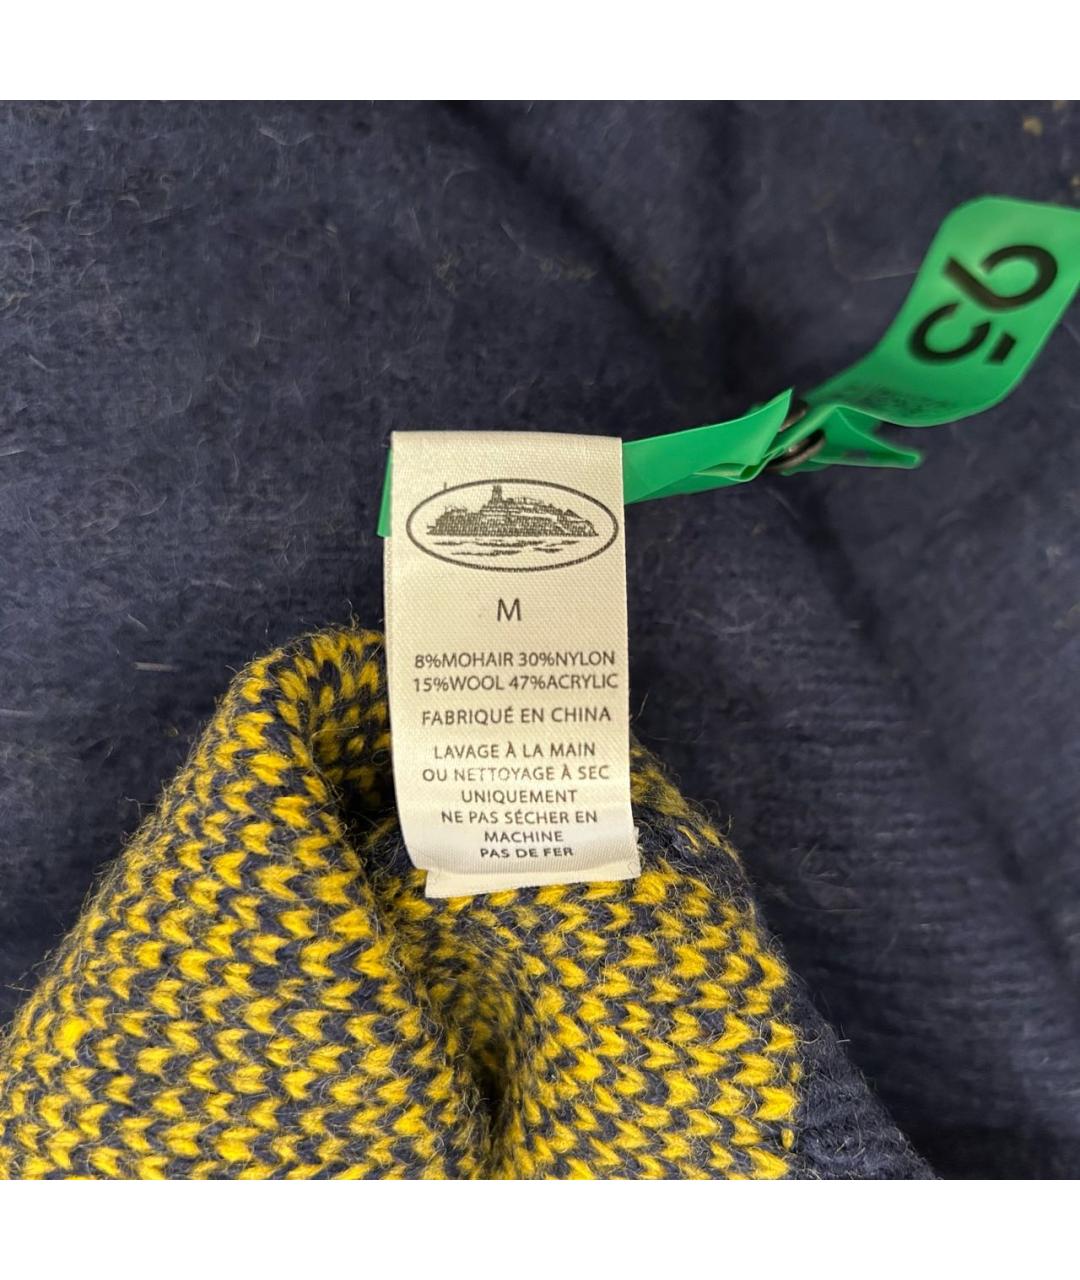 M
8%MOHAIR 30%NYLON
15%WOOL 47%ACRYLIC
FABRIQUÉ EN CHINA
LAVAGE À LA MAIN
OU NETTOYAGE À SEC
UNIQUEMENT
NE PAS SÉCHER EN
MACHINE
PAS DE FER